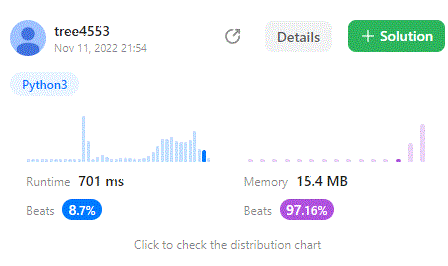 tree4553
Nov 11, 2022 21:54
Details
+ Solution
Python3
Runtime 701 ms
Memory 15.4 MB
Beats 8.7%
Beats 97.16%
Click to check the distribution chart